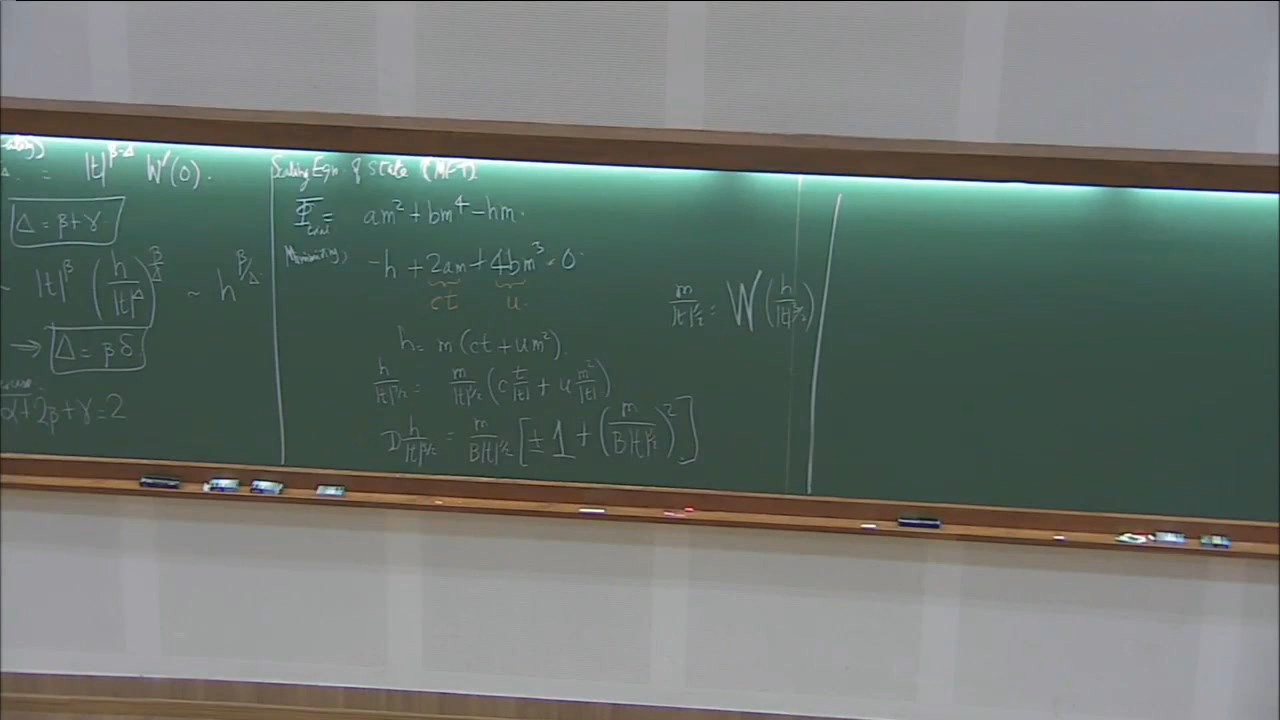 = |t|^{β-Δ} W'(0).
Δ = β+γ.
|t|^β (h/|t|^Δ)^{β/Δ} ~ h^{β/Δ}.
⇒ Δ = βδ.
α+2β+γ=2
Scaling Eqn of state (MFT)
Φ_total = am² + bm⁴ - hm.
Minimizing,
-h + 2am + 4bm³ = 0
ct u.
h = m(ct + um²).
h/|t|^{3/2} = m/|t|^{1/2} (c t/|t| + u m²/|t|)
D h/|t|^{3/2} = m/B|t|^{1/2} [±1 + (m/B|t|^{1/2})²]
m/|t|^{1/2} = W(h/|t|^{3/2})